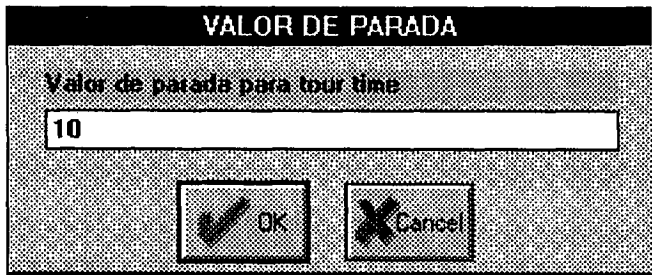 VALOR DE PARADA
Valor de parada para tour time
10
OK
Cancel